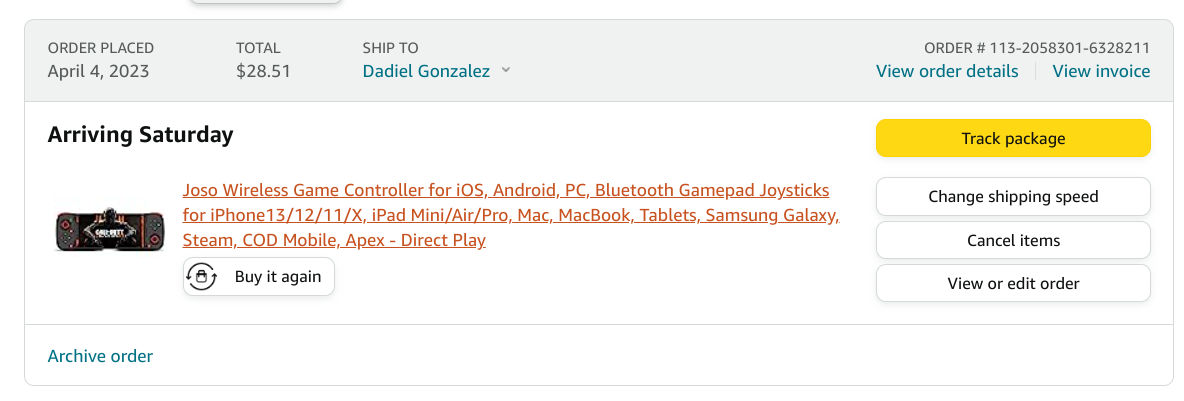 ORDER PLACED
TOTAL
SHIP TO
ORDER # 113-2058301-6328211
April 4, 2023
$28.51
Dadiel Gonzalez
View order details
View invoice
Arriving Saturday
Track package
Joso Wireless Game Controller for iOS, Android, PC, Bluetooth Gamepad Joysticks
for iPhone13/12/11/X, iPad Mini/Air/Pro, Mac, MacBook, Tablets, Samsung Galaxy,
Steam, COD Mobile, Apex - Direct Play
Buy it again
Change shipping speed
Cancel items
View or edit order
Archive order